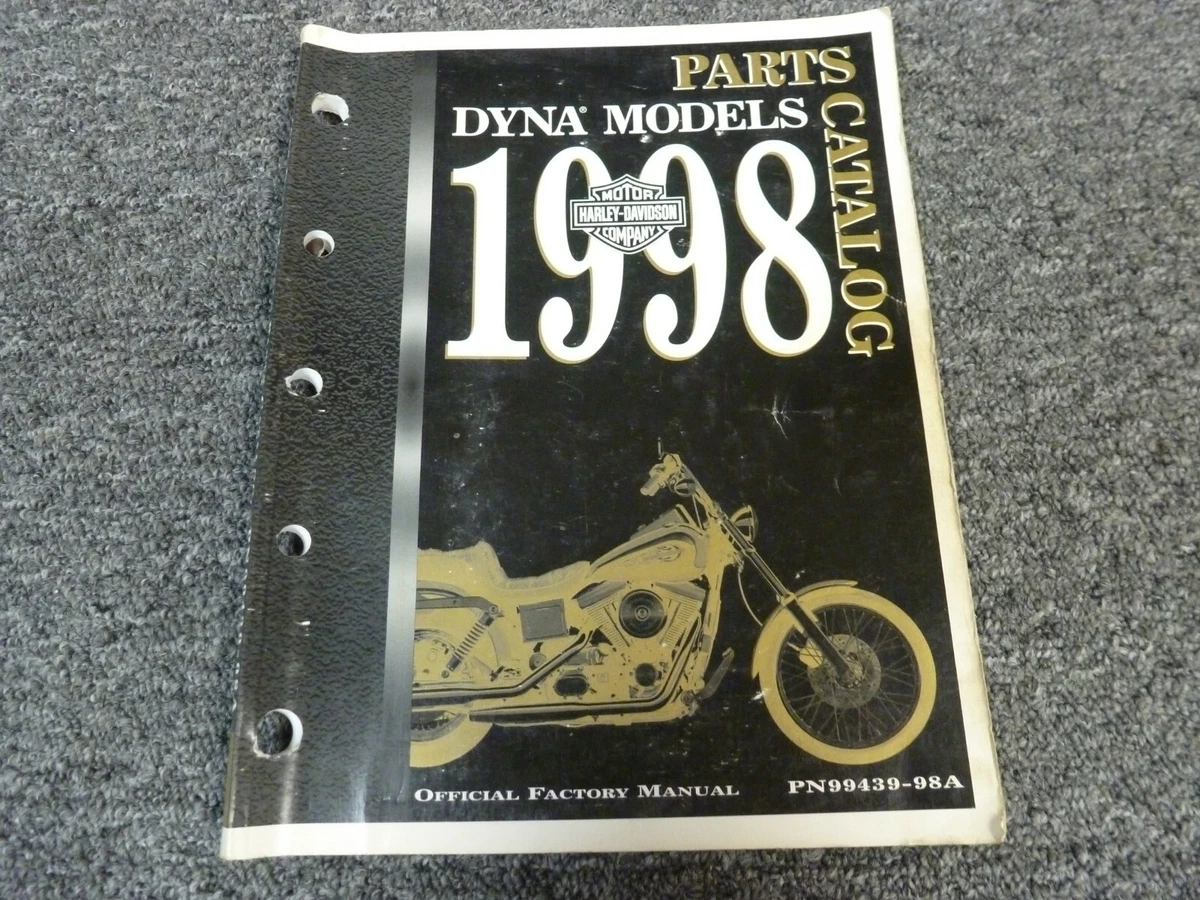 PARTS
CATALOG
DYNA® MODELS
1998
MOTOR
HARLEY-DAVIDSON
COMPANY
OFFICIAL FACTORY MANUAL
PN99439-98A